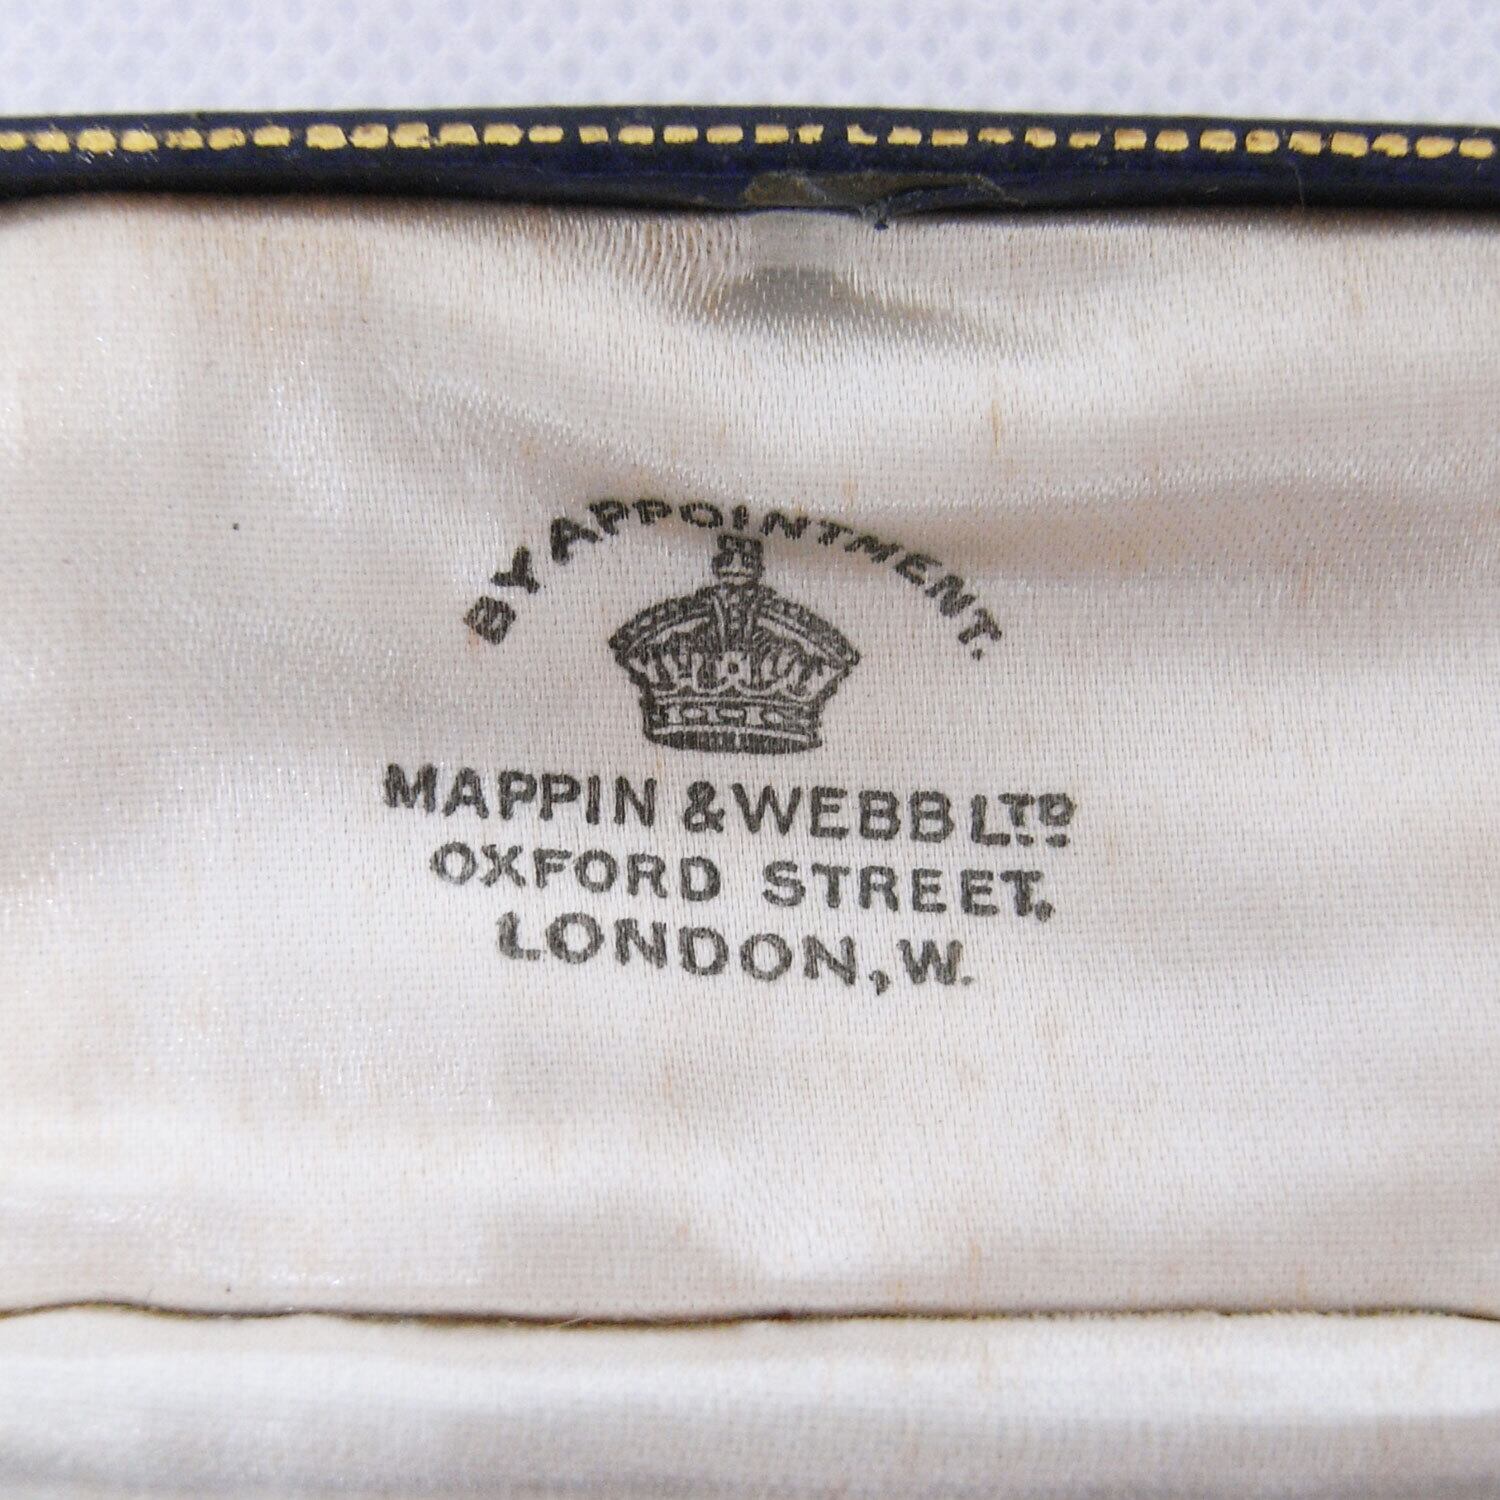 BY APPOINTMENT.
MAPPIN & WEBB LTD
OXFORD STREET,
LONDON, W.